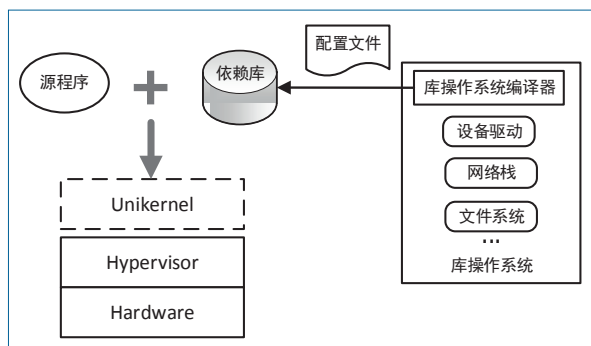 配置文件
源程序
依赖库
库操作系统编译器
设备驱动
网络栈
文件系统
...
库操作系统
Unikernel
Hypervisor
Hardware